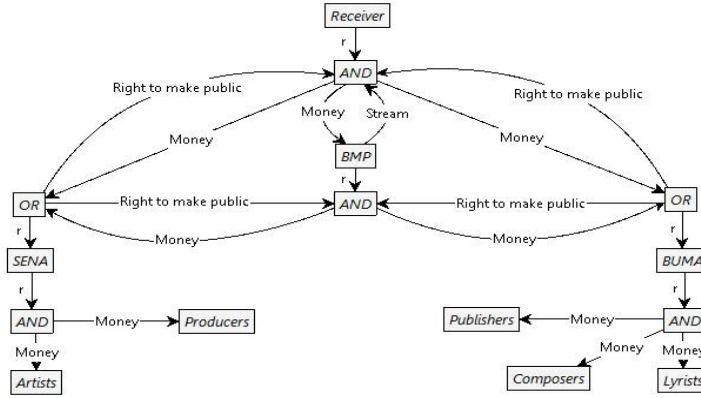 Receiver
r
AND
Right to make public
Right to make public
Money
Stream
Money
Money
BMP
r
OR
Right to make public
AND
Right to make public
OR
r
Money
Money
r
SENA
BUMA
r
r
AND
Money
Producers
Publishers
Money
AND
Money
Money
Money
Artists
Composers
Lyrists